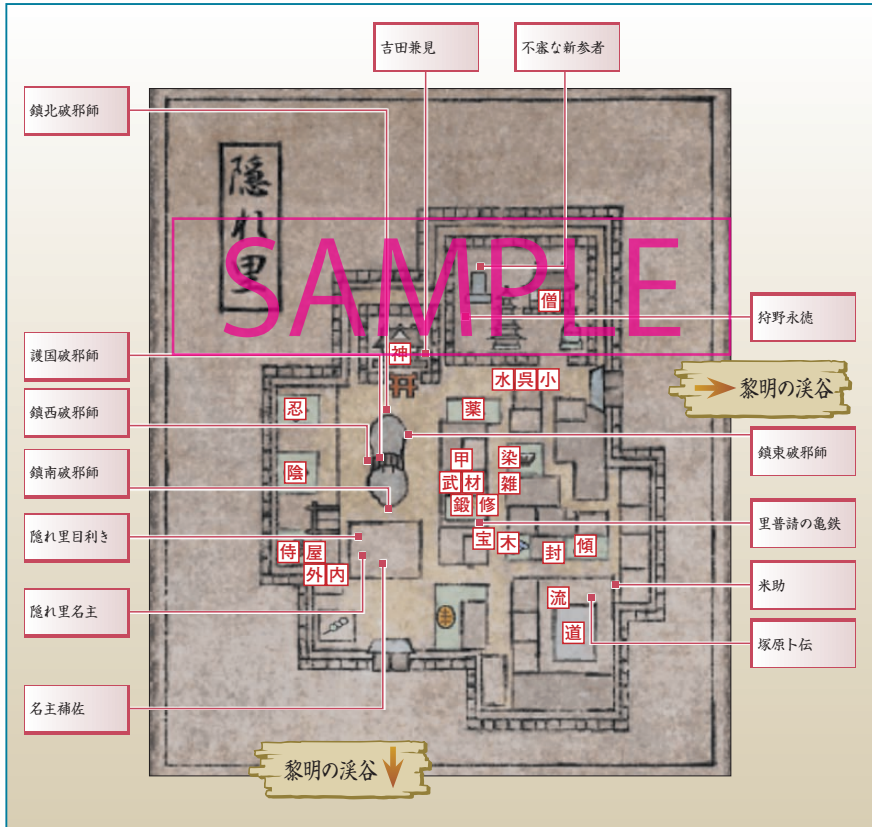 吉田兼見
不審な新参者
鎮北破邪師
隠れ里
SAMPLE
僧
狩野永徳
護国破邪師
神
水 呉 小
黎明の渓谷
忍
薬
鎮西破邪師
鎮東破邪師
甲 染
陰
鎮南破邪師
武 材 雑
鍛 修
里普請の亀鉄
隠れ里目利き
宝 木 封 傾
侍 屋
外 内
米助
隠れ里名主
流
道
塚原卜伝
名主補佐
黎明の渓谷